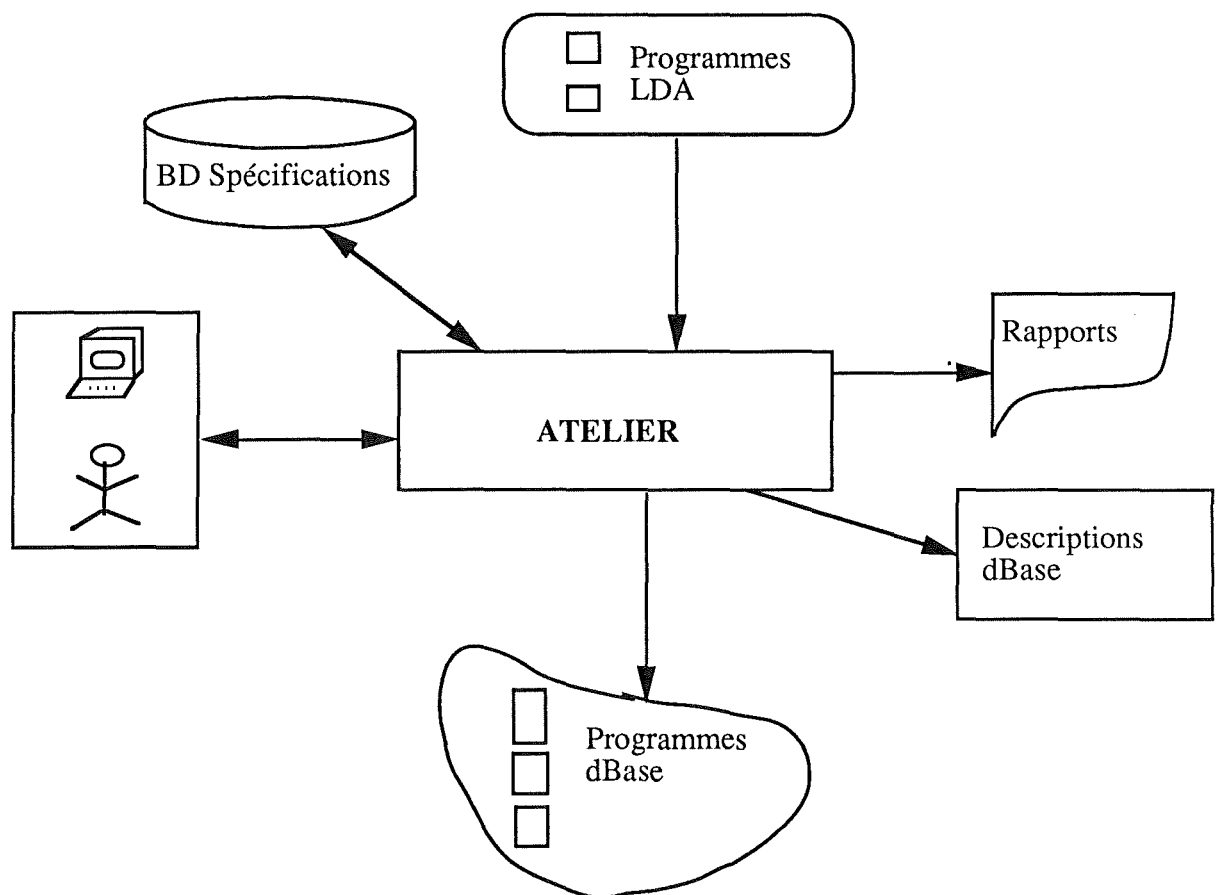 Programmes
LDA
BD Spécifications
Rapports
ATELIER
Descriptions
dBase
Programmes
dBase